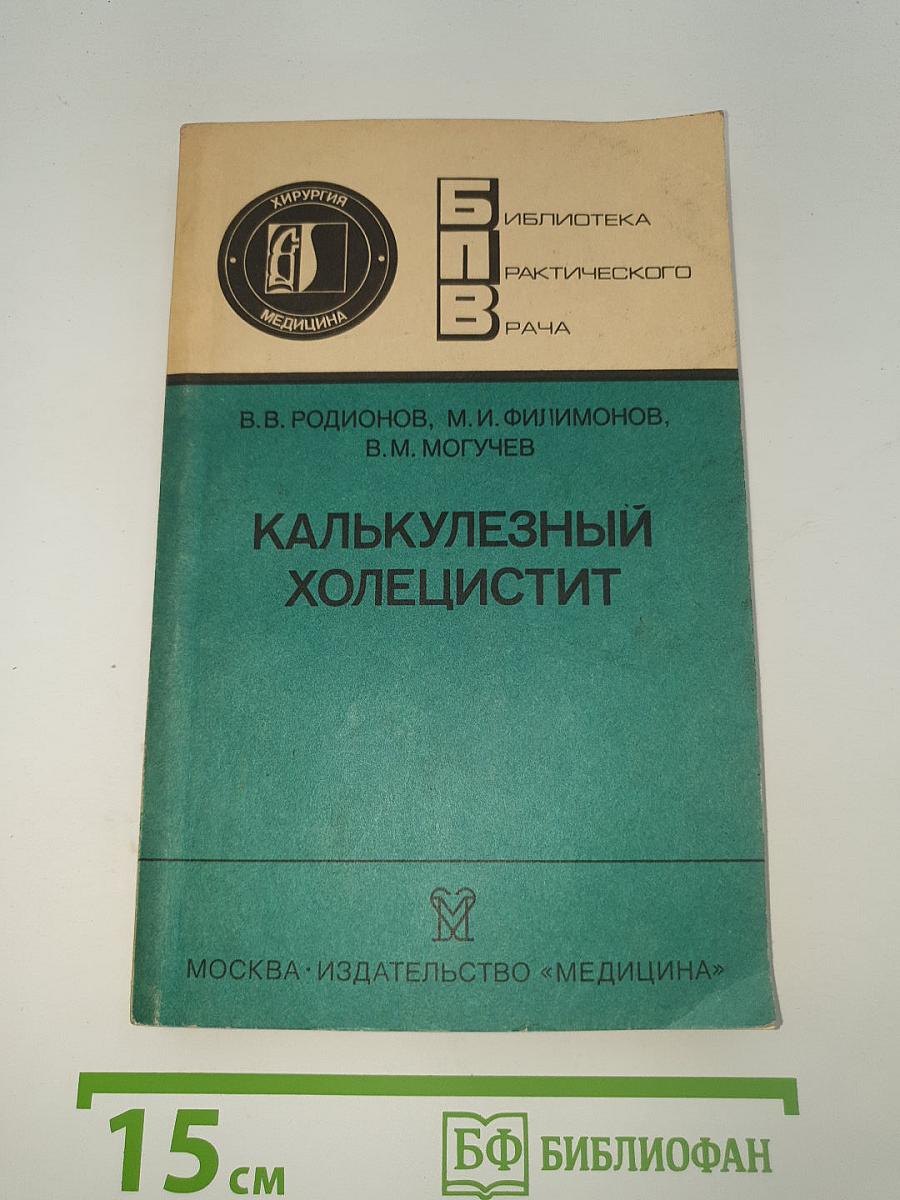 ХИРУРГИЯ
МЕДИЦИНА
БИБЛИОТЕКА
ПРАКТИЧЕСКОГО
ВРАЧА
В.В. РОДИОНОВ, М.И. ФИЛИМОНОВ,
В.М. МОГУЧЕВ
КАЛЬКУЛЕЗНЫЙ
ХОЛЕЦИСТИТ
М
МОСКВА · ИЗДАТЕЛЬСТВО «МЕДИЦИНА»
15 см
БФ БИБЛИОФАН